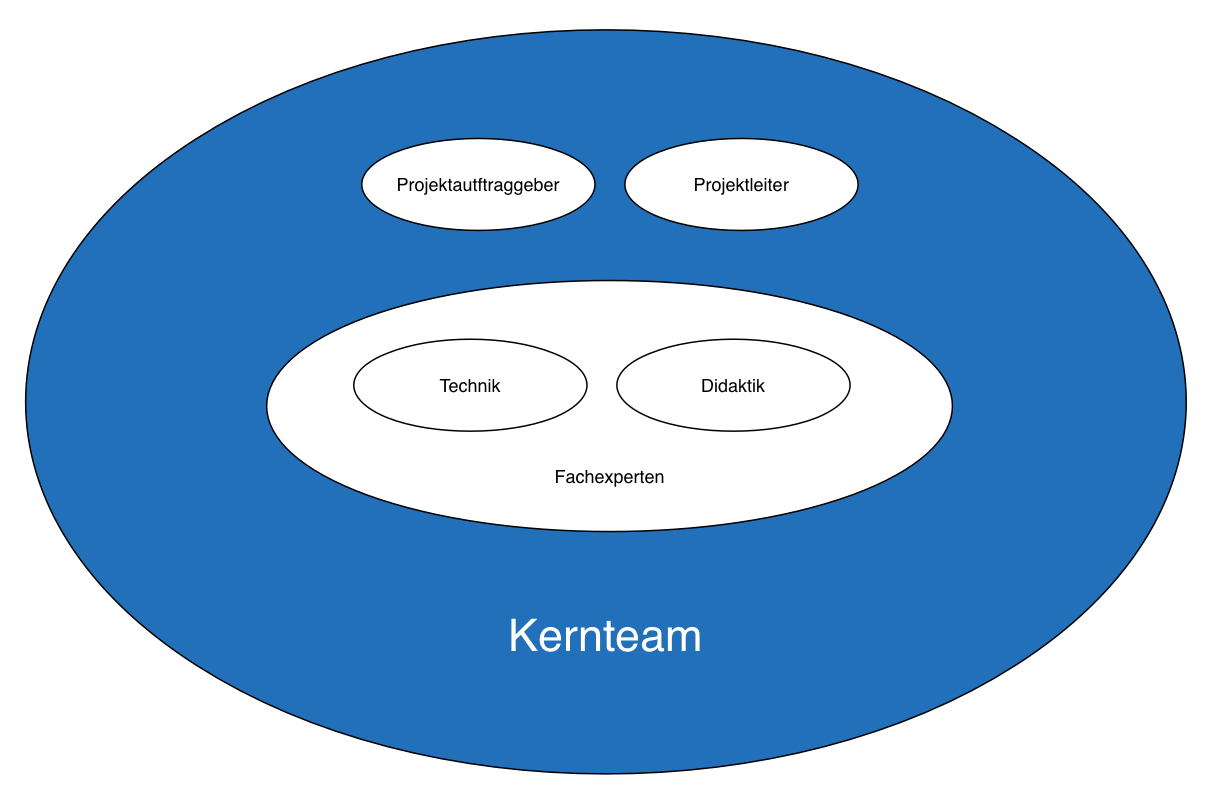 Projektautftraggeber
Projektleiter
Technik
Didaktik
Fachexperten
Kernteam